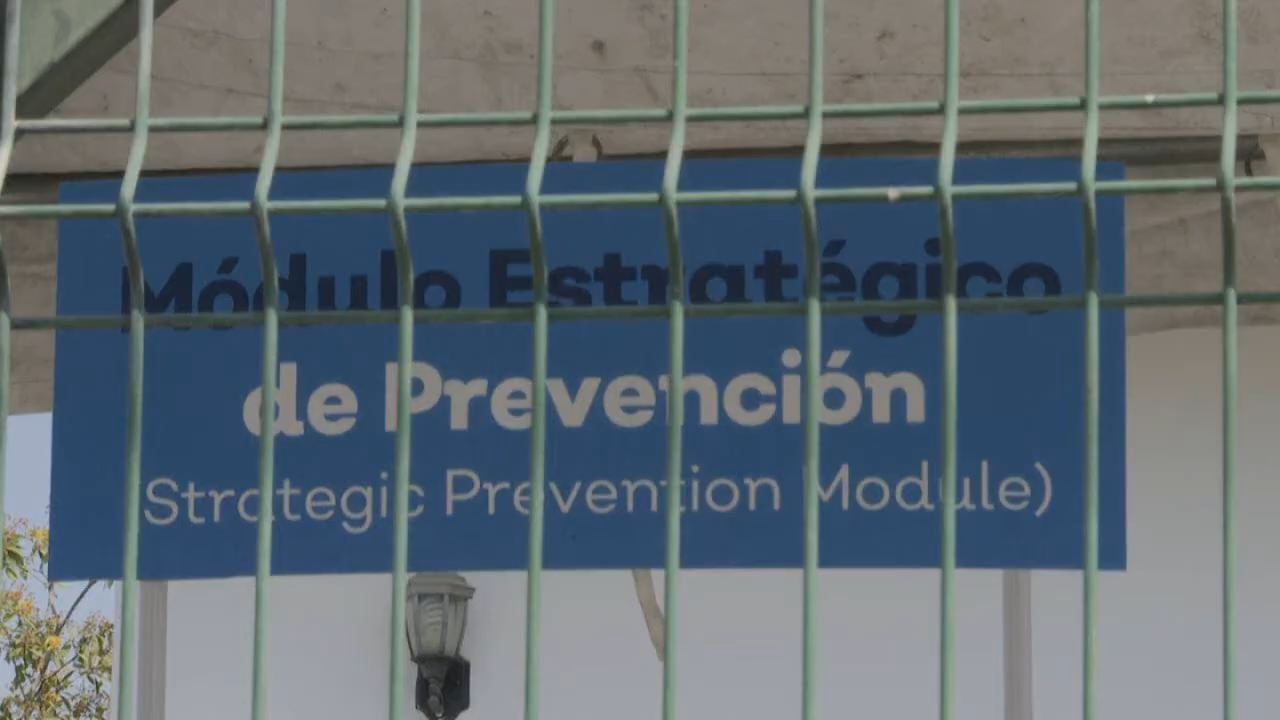 Módulo Estratégico
de Prevención
Strategic Prevention Module)